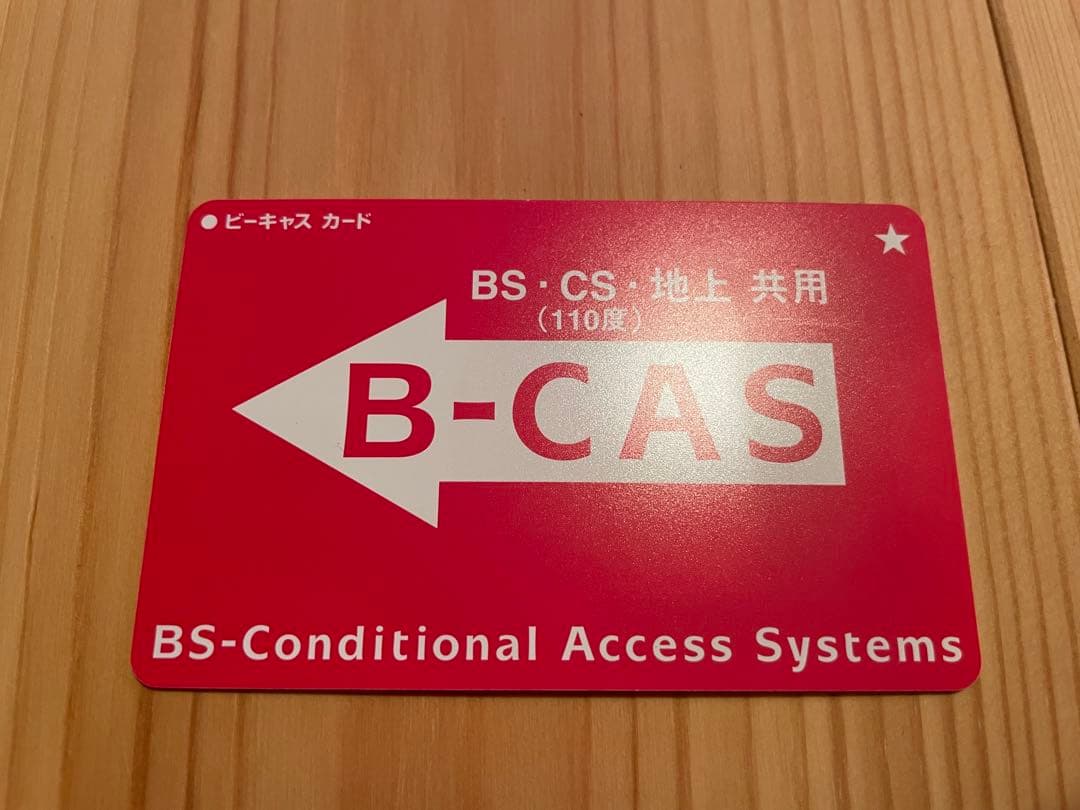 ● ビーキャス カード
★
BS・CS・地上 共用
（110度）
B-CAS
BS-Conditional Access Systems